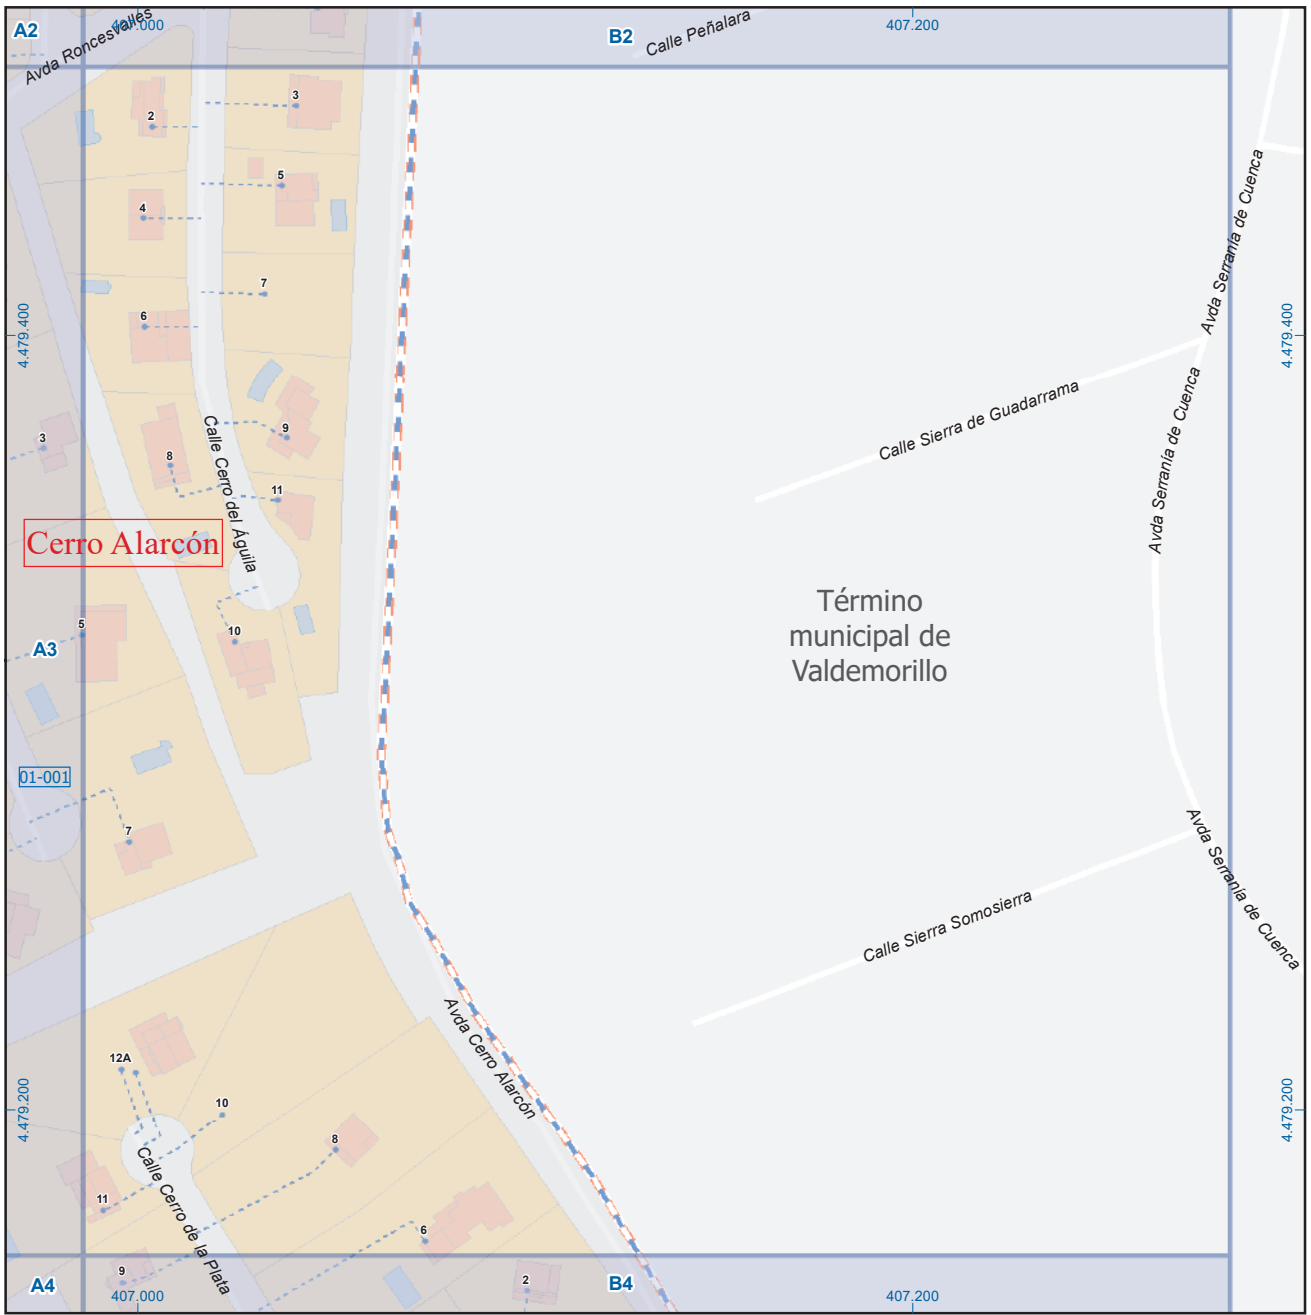 A2
407.000
B2
Calle Peñalara
407.200
Avda Roncesvalles
3
2
5
4
7
6
4.479.400
4.479.400
Avda Serranía de Cuenca
Avda Serranía de Cuenca
Calle Sierra de Guadarrama
3
8
9
11
Calle Cerro del Águila
Cerro Alarcón
Término
municipal de
Valdemorillo
5
10
A3
01-001
7
Avda Serranía de Cuenca
Calle Sierra Somosierra
Avda Cerro Alarcón
12A
10
8
4.479.200
4.479.200
Calle Cerro de la Plata
11
6
9
2
A4
407.000
B4
407.200